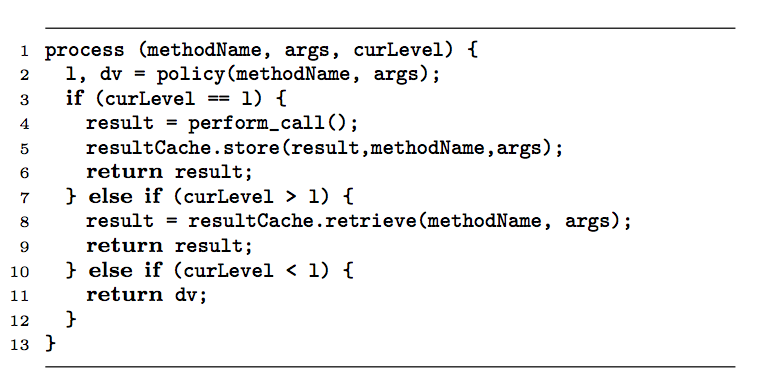 1 process (methodName, args, curLevel) {
2 l, dv = policy(methodName, args);
3 if (curLevel == l) {
4 result = perform_call();
5 resultCache.store(result,methodName,args);
6 return result;
7 } else if (curLevel > l) {
8 result = resultCache.retrieve(methodName, args);
9 return result;
10 } else if (curLevel < l) {
11 return dv;
12 }
13 }